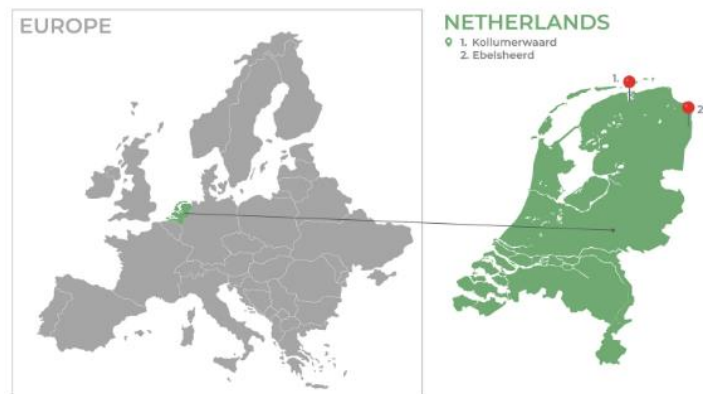 EUROPE
NETHERLANDS
1. Kollumerwaard
2. Ebelsheerd
1.
2